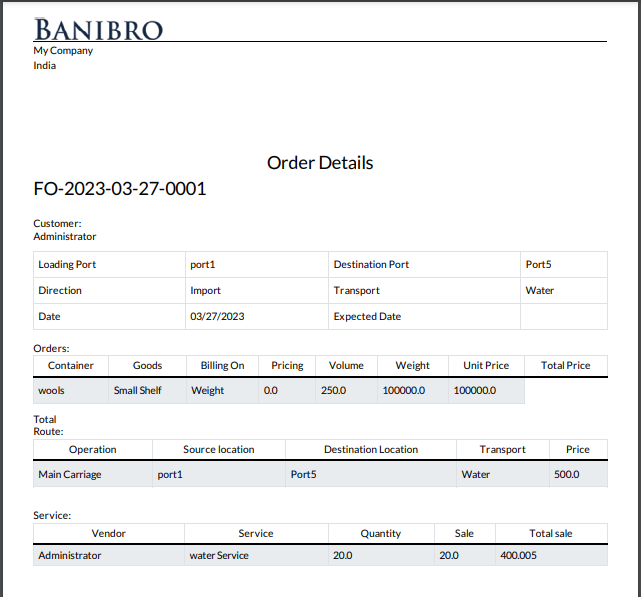 BANIBRO
My Company
India
Order Details
FO-2023-03-27-0001
Customer:
Administrator
Loading Port port1 Destination Port Port5
Direction Import Transport Water
Date 03/27/2023 Expected Date
Orders:
Container Goods Billing On Pricing Volume Weight Unit Price Total Price
wools Small Shelf Weight 0.0 250.0 100000.0 100000.0
Total
Route:
Operation Source location Destination Location Transport Price
Main Carriage port1 Port5 Water 500.0
Service:
Vendor Service Quantity Sale Total sale
Administrator water Service 20.0 20.0 400.005